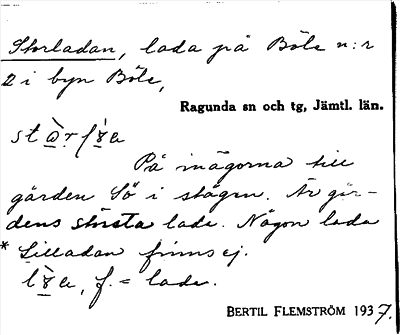 Storladan, lada på Böle n:r
2 i byn Böle,
Ragunda sn och tg, Jämtl. län.
På inägorna till
gården Sö i stägen. Är går-
dens största lada. Någon lada
* Lilladan finns ej.
f. = lada.
BERTIL FLEMSTRÖM 1937.